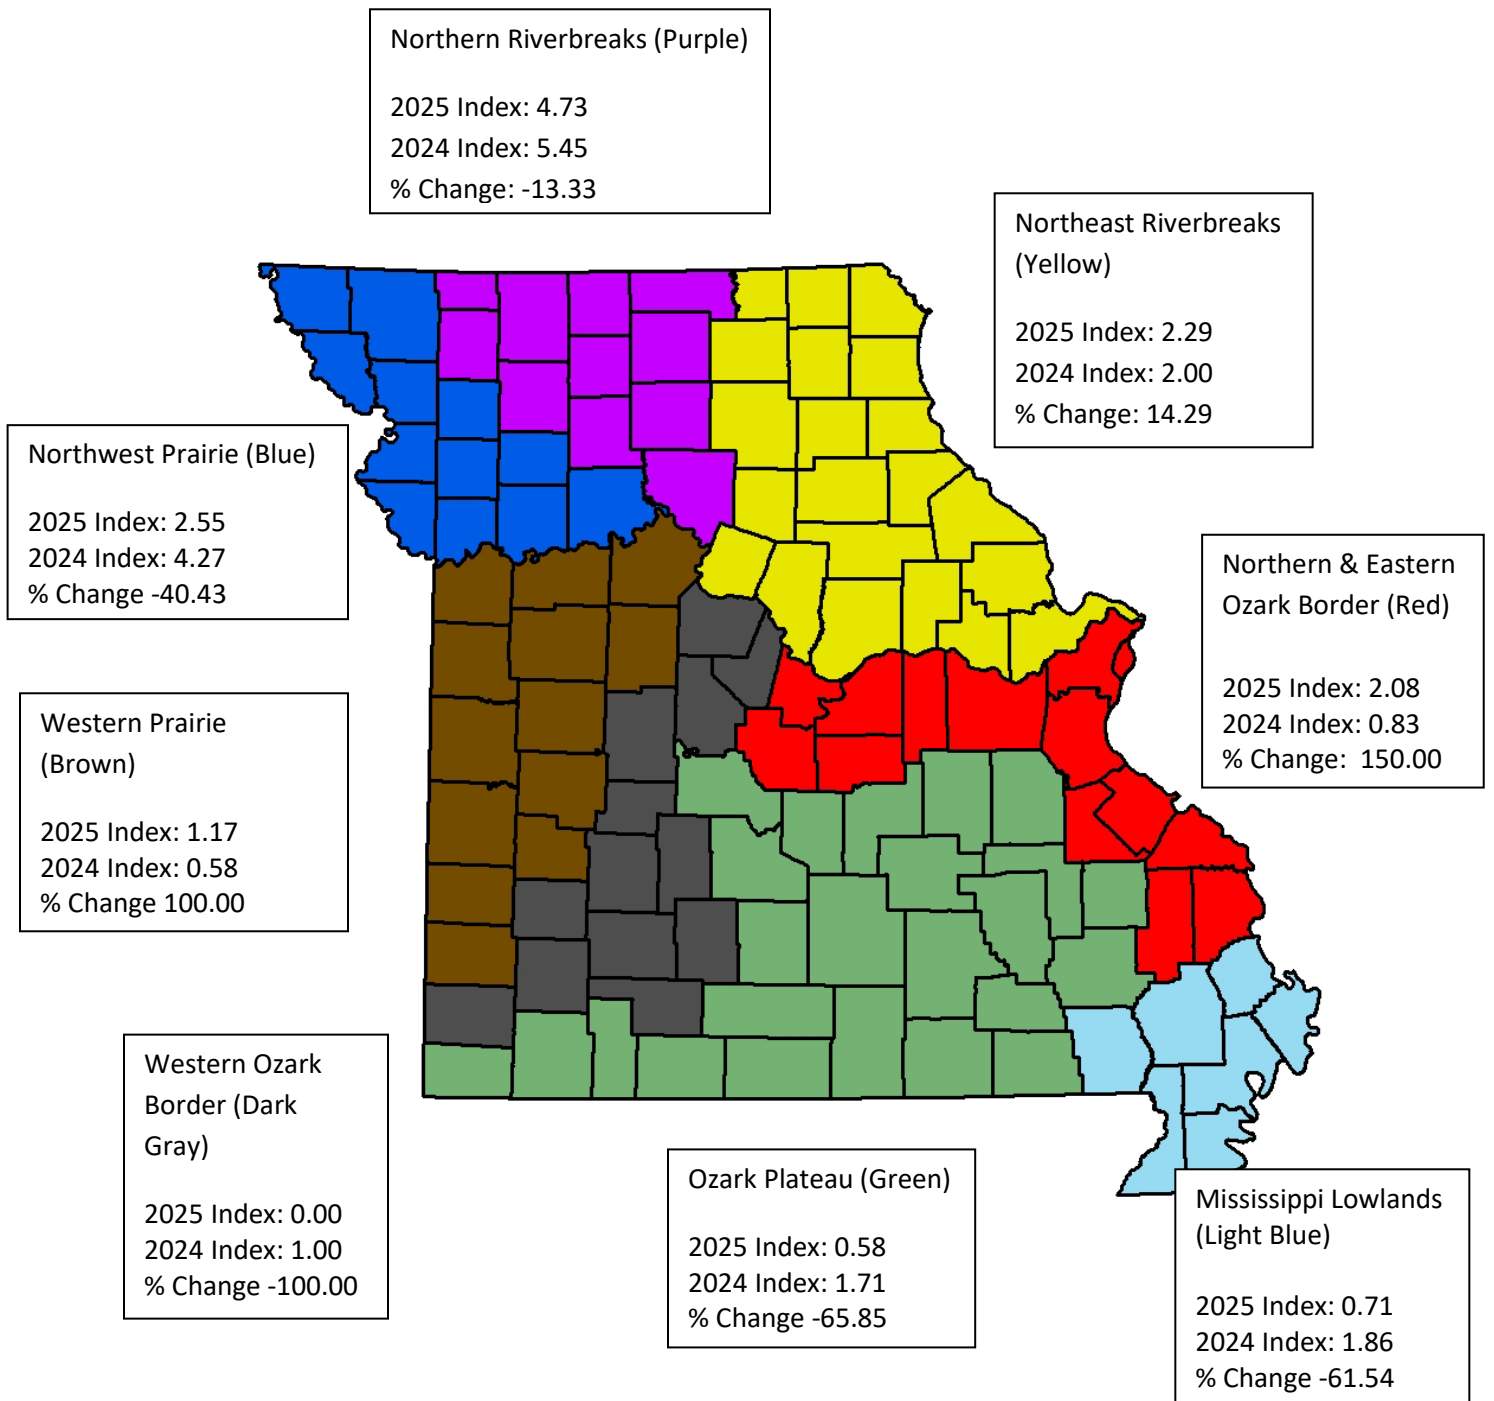 Northern Riverbreaks (Purple)
2025 Index: 4.73
2024 Index: 5.45
% Change: -13.33
Northeast Riverbreaks
(Yellow)
2025 Index: 2.29
2024 Index: 2.00
% Change: 14.29
Northwest Prairie (Blue)
2025 Index: 2.55
2024 Index: 4.27
% Change -40.43
Northern & Eastern
Ozark Border (Red)
2025 Index: 2.08
2024 Index: 0.83
% Change:  150.00
Western Prairie
(Brown)
2025 Index: 1.17
2024 Index: 0.58
% Change 100.00
Western Ozark
Border (Dark
Gray)
2025 Index: 0.00
2024 Index: 1.00
% Change -100.00
Ozark Plateau (Green)
2025 Index: 0.58
2024 Index: 1.71
% Change -65.85
Mississippi Lowlands
(Light Blue)
2025 Index: 0.71
2024 Index: 1.86
% Change -61.54